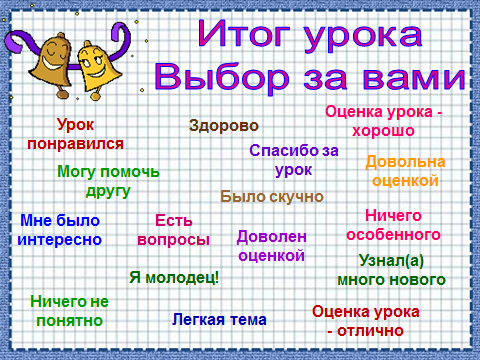 Итог урока
Выбор за вами
Урок
понравился
Здорово
Оценка урока -
хорошо
Спасибо за
урок
Могу помочь
другу
Довольна
оценкой
Было скучно
Мне было
интересно
Есть
вопросы
Доволен
оценкой
Ничего
особенного
Я молодец!
Узнал(а)
много нового
Ничего не
понятно
Легкая тема
Оценка урока
- отлично